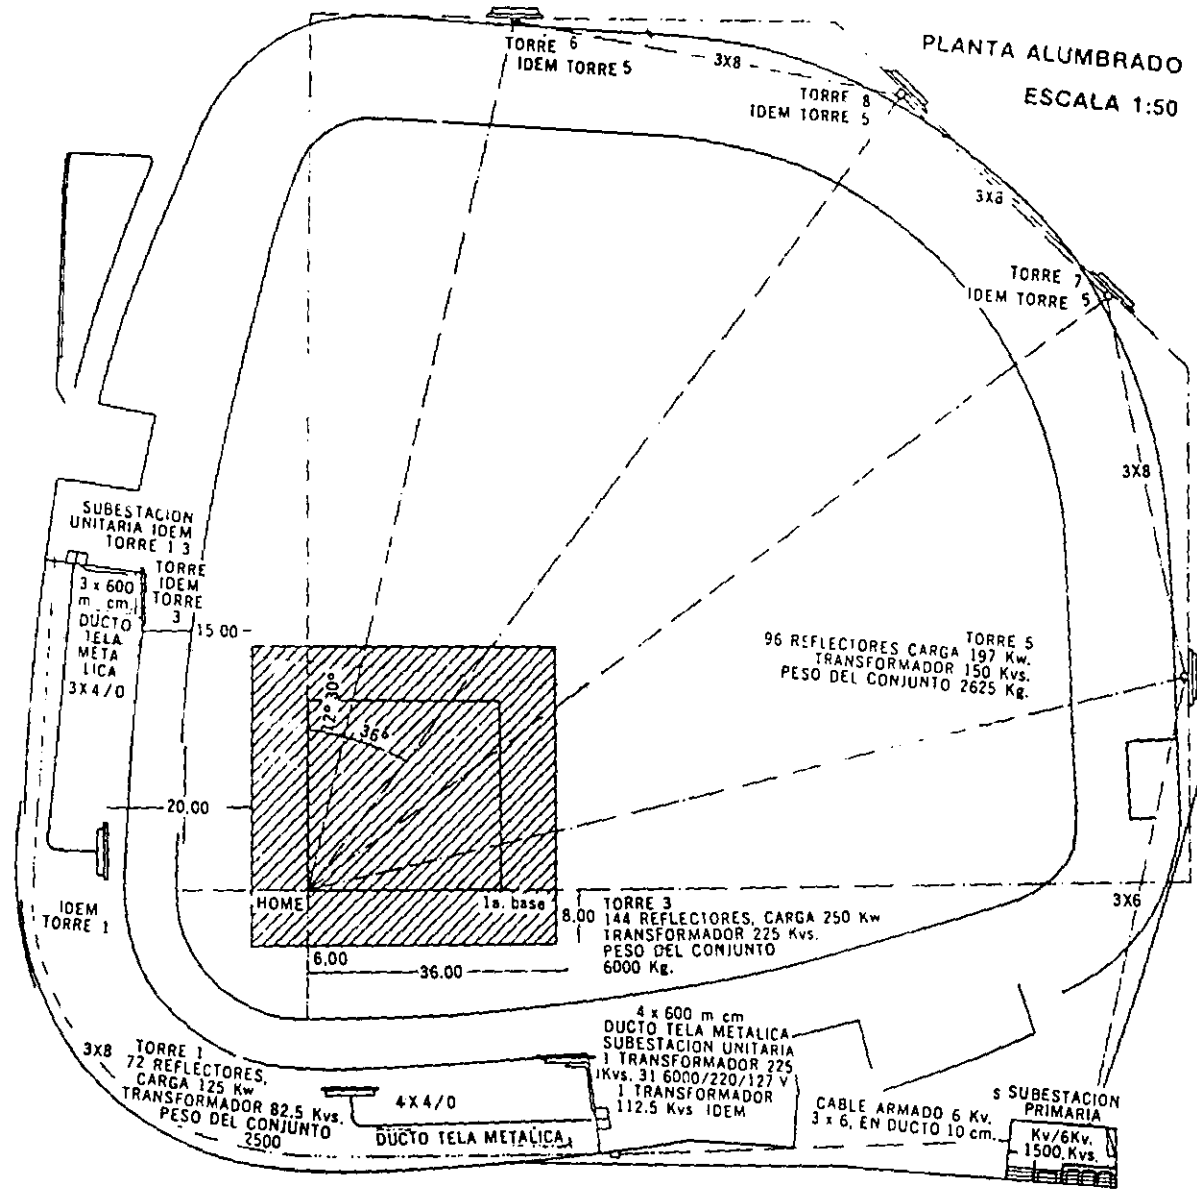 PLANTA ALUMBRADO
ESCALA 1:50
TORRE 6
IDEM TORRE 5
3X8
TORRE 8
IDEM TORRE 5
3X8
TORRE 7
IDEM TORRE 5
3X8
SUBESTACION
UNITARIA IDEM
TORRE 1 3
TORRE
IDEM
TORRE
3
3 x 600
m cm
DUCTO
TELA
META
LICA
3X4/0
15.00
TORRE 5
96 REFLECTORES CARGA 197 Kw.
TRANSFORMADOR 150 Kvs.
PESO DEL CONJUNTO 2625 Kg.
12° 30°
36°
20.00
IDEM
TORRE 1
HOME
1a. base
8.00
6.00
36.00
TORRE 3
144 REFLECTORES, CARGA 250 Kw
TRANSFORMADOR 225 Kvs.
PESO DEL CONJUNTO
6000 Kg.
3X6
3X8
TORRE 1
72 REFLECTORES,
CARGA 125 Kw
TRANSFORMADOR 82.5 Kvs.
PESO DEL CONJUNTO
2500
4X4/0
DUCTO TELA METALICA
4 x 600 m cm
DUCTO TELA METALICA
SUBESTACION UNITARIA
1 TRANSFORMADOR 225
Kvs. 31 6000/220/127 V
1 TRANSFORMADOR
112.5 Kvs IDEM
CABLE ARMADO 6 Kv.
3 x 6, EN DUCTO 10 cm.
s SUBESTACION
PRIMARIA
Kv/6Kv.
1500 Kvs.